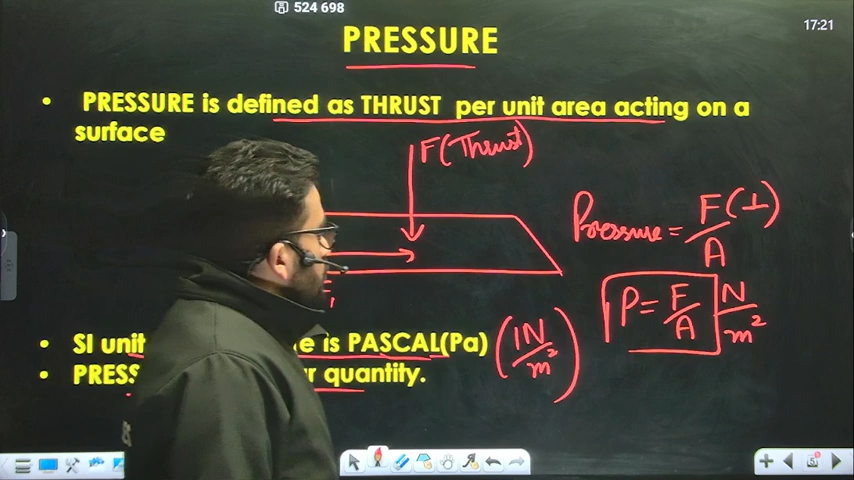 524 698
17:21
PRESSURE
• PRESSURE is defined as THRUST per unit area acting on a
surface
F(Thrust)
Pressure = F(⊥)/A
P = F/A N/m²
• SI unit is PASCAL(Pa) (1N/m²)
• quantity.